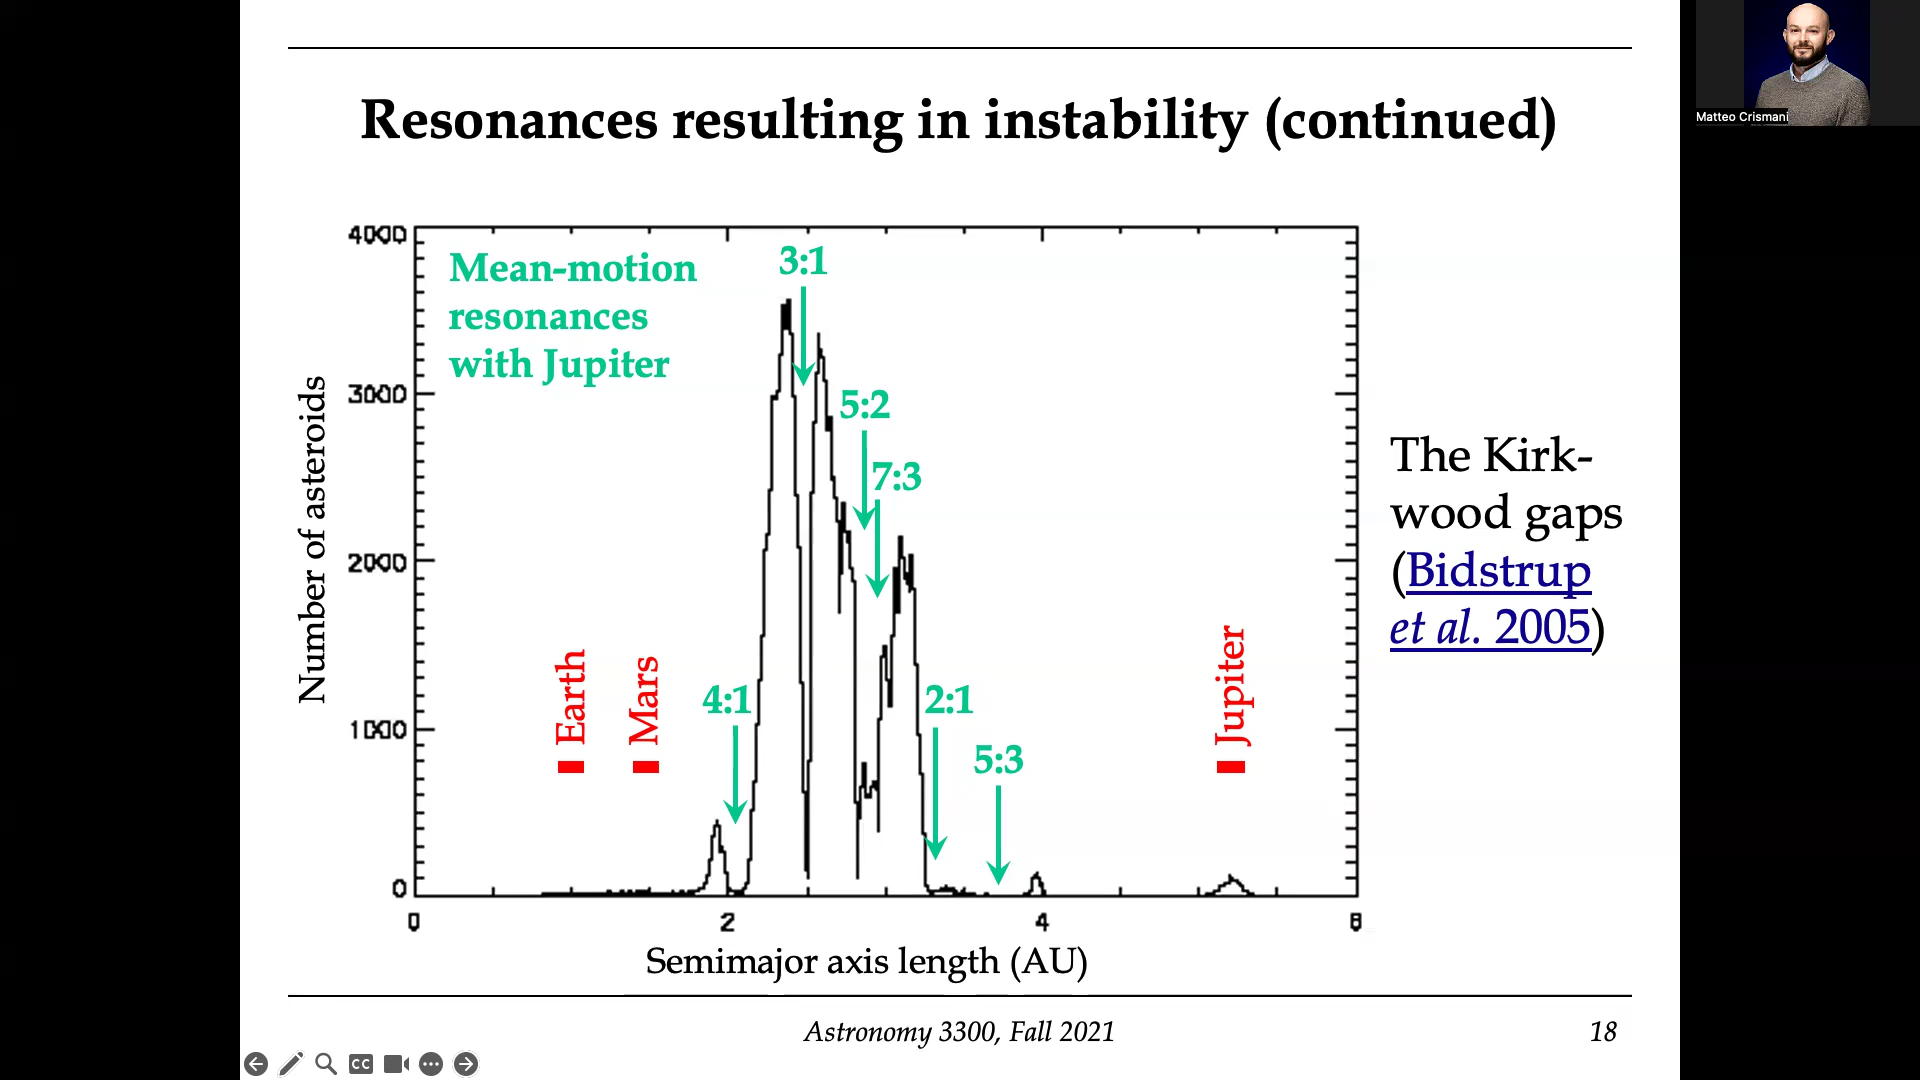 Resonances resulting in instability (continued)
Matteo Crismani
4000
3000
2000
1000
0
Number of asteroids
Mean-motion
resonances
with Jupiter
3:1
5:2
7:3
4:1
2:1
5:3
Earth
Mars
Jupiter
0
2
4
6
Semimajor axis length (AU)
The Kirk-
wood gaps
(Bidstrup
et al. 2005)
Astronomy 3300, Fall 2021
18
CC